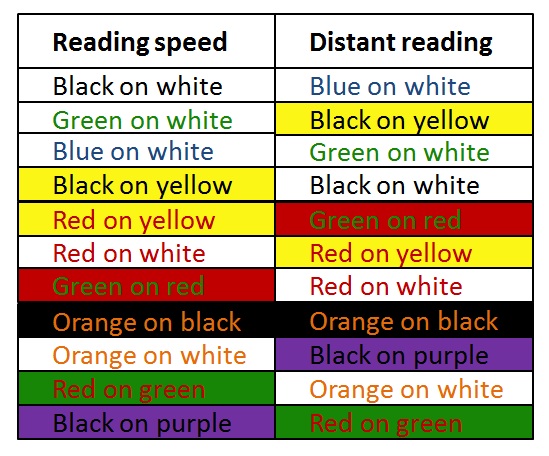 Reading speed Distant reading
Black on white Blue on white
Green on white Black on yellow
Blue on white Green on white
Black on yellow Black on white
Red on yellow Green on red
Red on white Red on yellow
Green on red Red on white
Orange on black Orange on black
Orange on white Black on purple
Red on green Orange on white
Black on purple Red on green